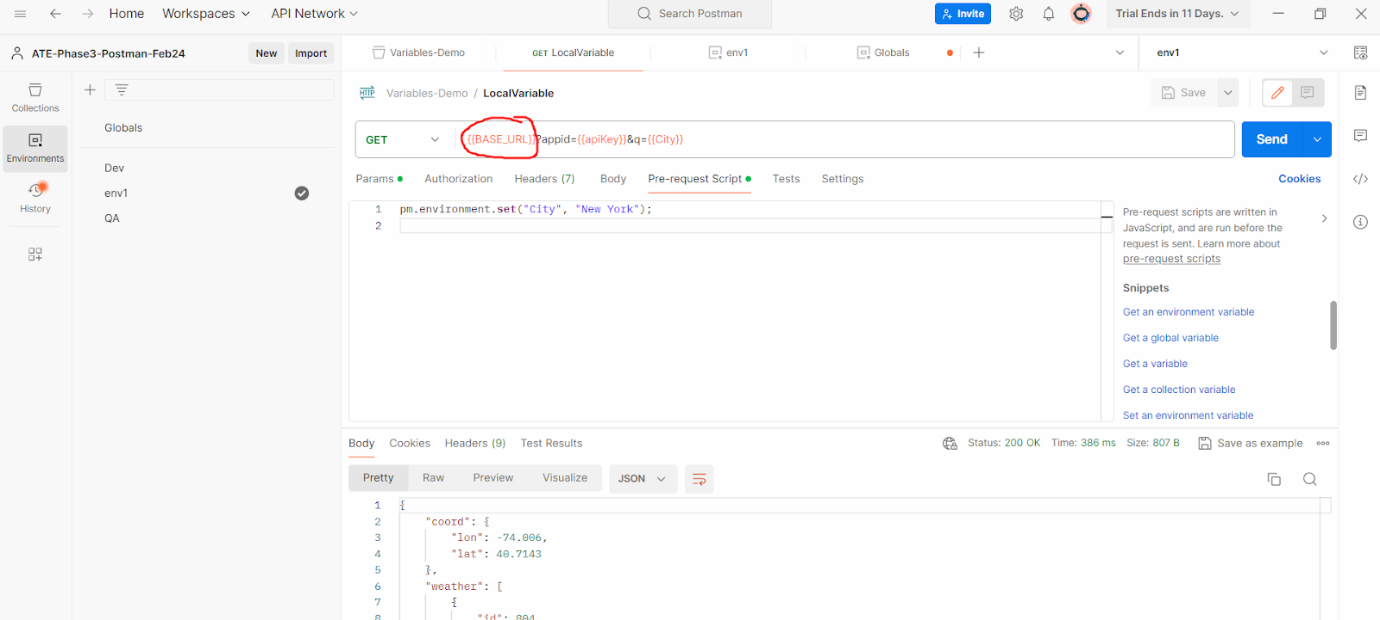 Home Workspaces API Network Search Postman Invite Trial Ends in 11 Days.
ATE-Phase3-Postman-Feb24 New Import Variables-Demo GET LocalVariable env1 Globals env1
Collections
Environments
History
Globals
Dev
env1
QA
HTTP Variables-Demo / LocalVariable Save
GET {{BASE_URL}}?appid={{apiKey}}&q={{City}} Send
Params Authorization Headers (7) Body Pre-request Script Tests Settings Cookies
1 pm.environment.set("City", "New York");
2
Pre-request scripts are written in
JavaScript, and are run before the
request is sent. Learn more about
pre-request scripts
Snippets
Get an environment variable
Get a global variable
Get a variable
Get a collection variable
Set an environment variable
Body Cookies Headers (9) Test Results Status: 200 OK Time: 386 ms Size: 807 B Save as example
Pretty Raw Preview Visualize JSON
1 {
2 "coord": {
3 "lon": -74.006,
4 "lat": 40.7143
5 },
6 "weather": [
7 {
8 "id": 804